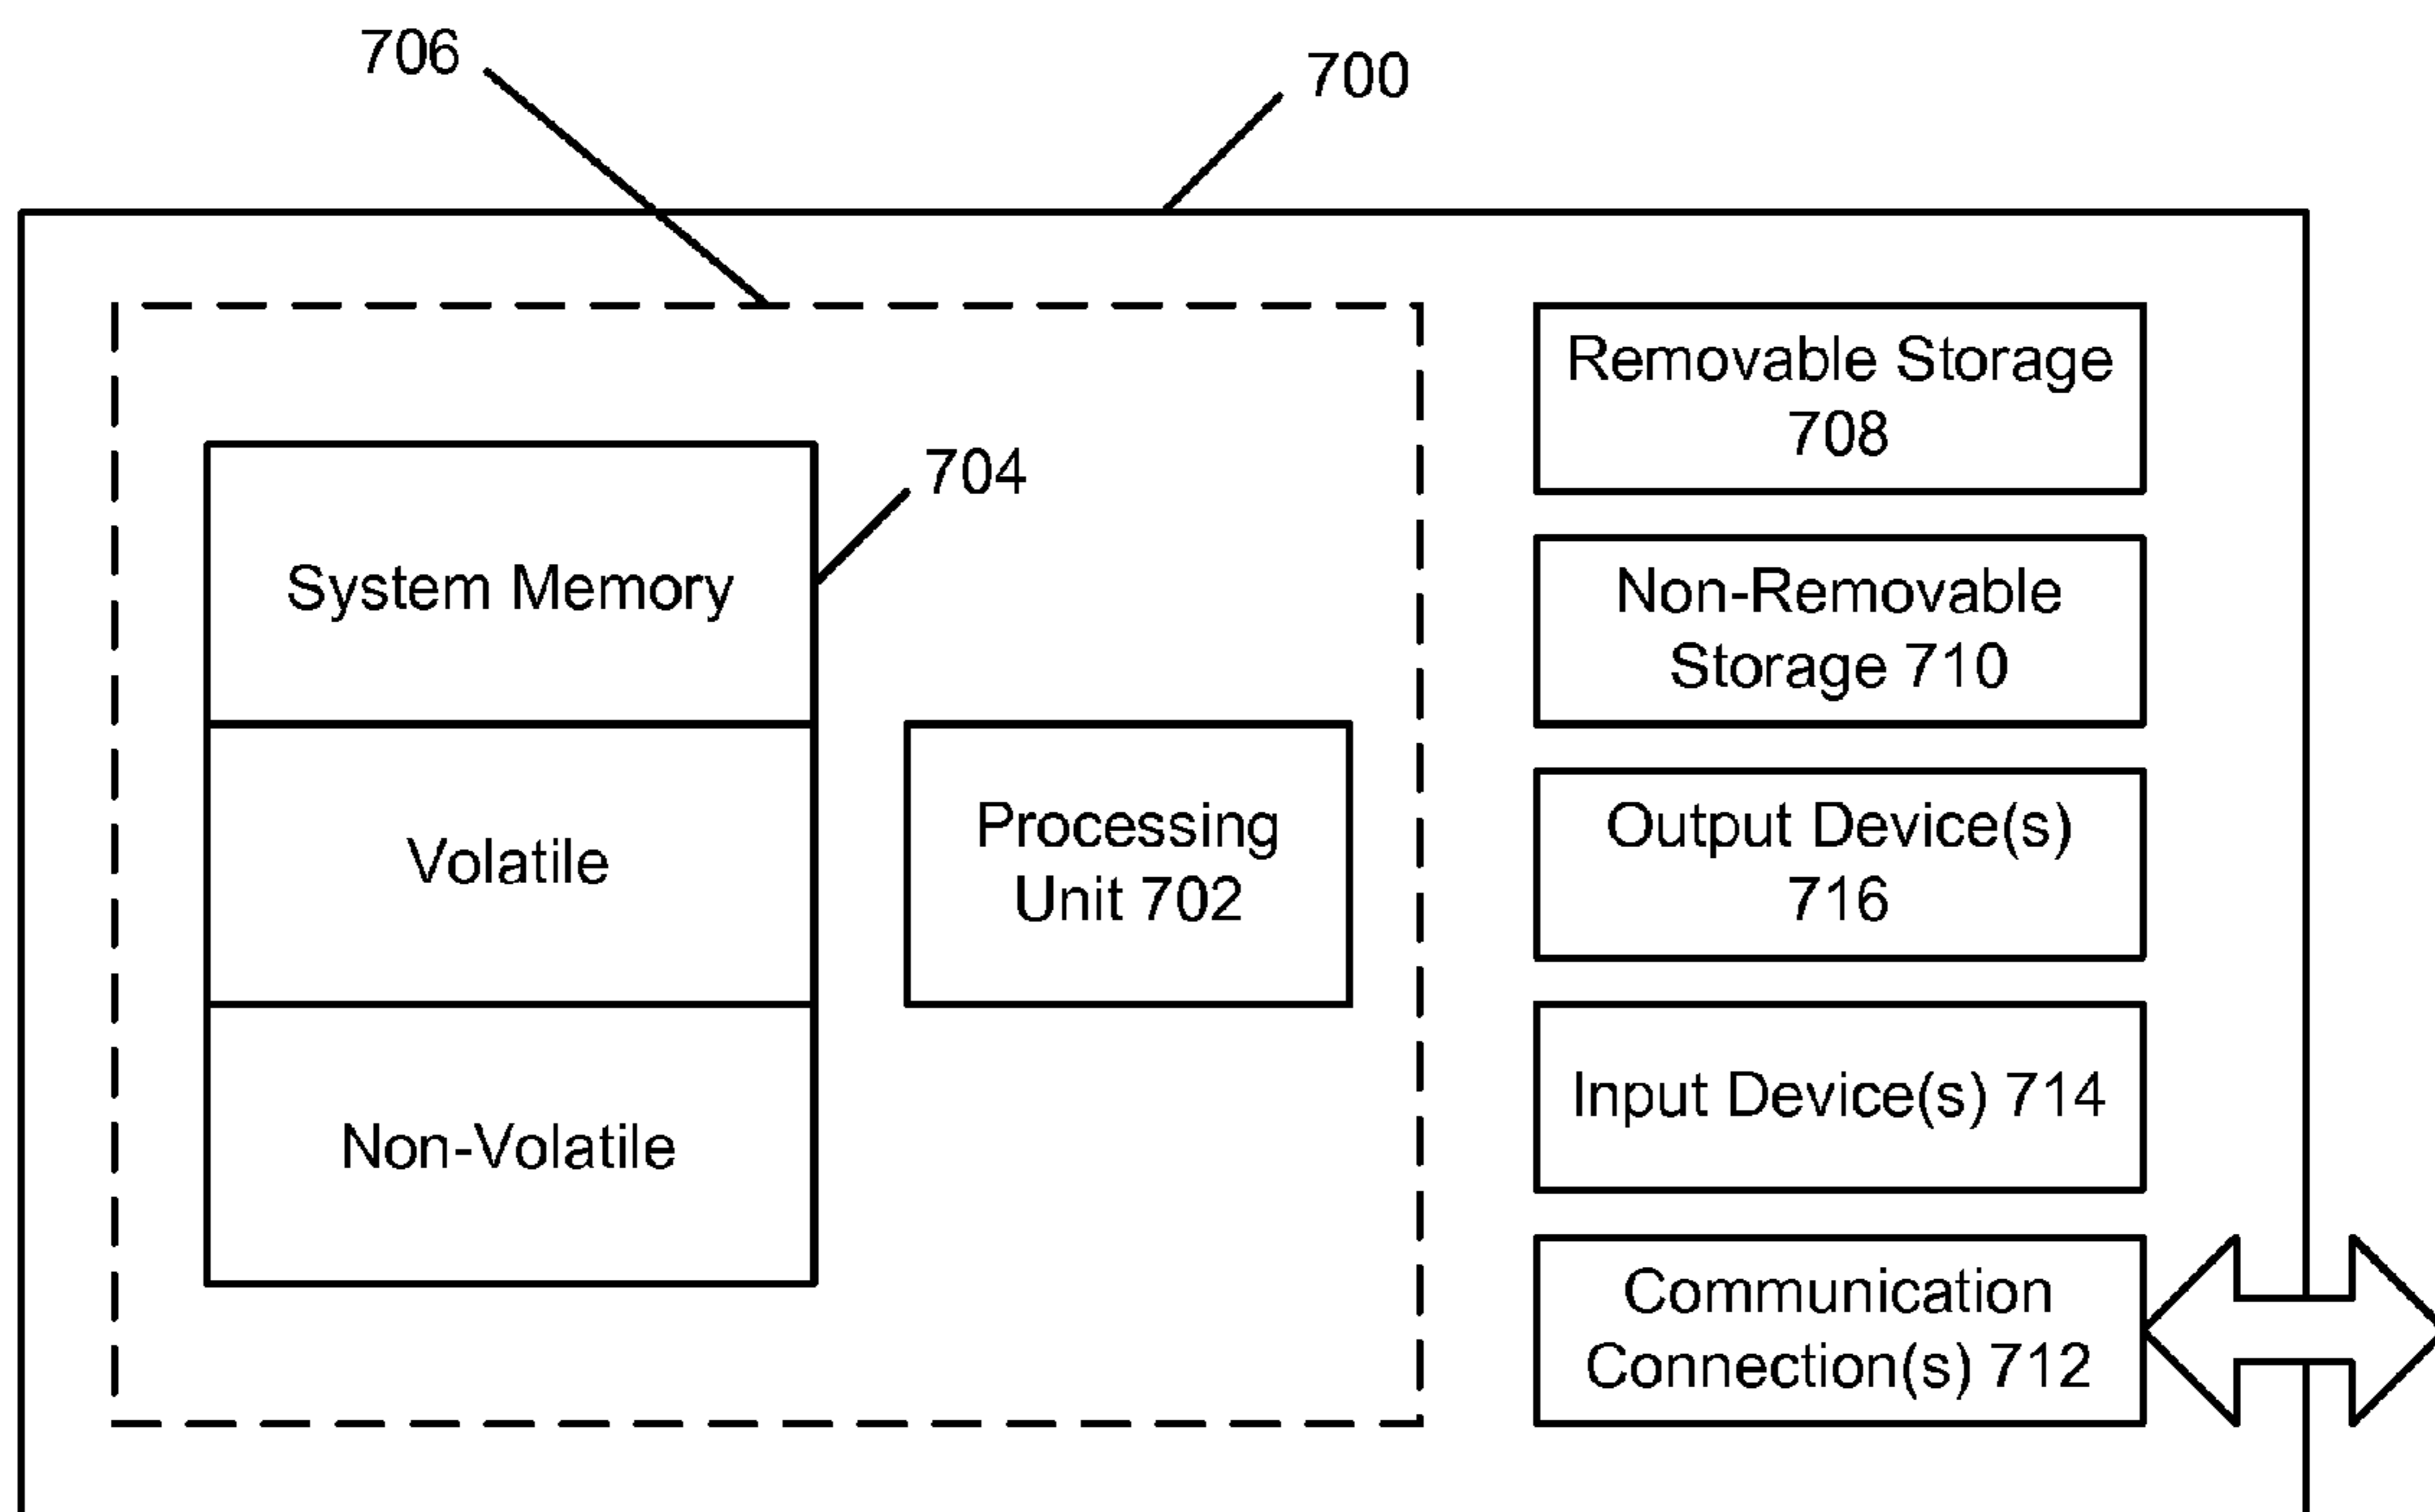 706
700
704
System Memory
Volatile
Non-Volatile
Processing
Unit 702
Removable Storage
708
Non-Removable
Storage 710
Output Device(s)
716
Input Device(s) 714
Communication
Connection(s) 712